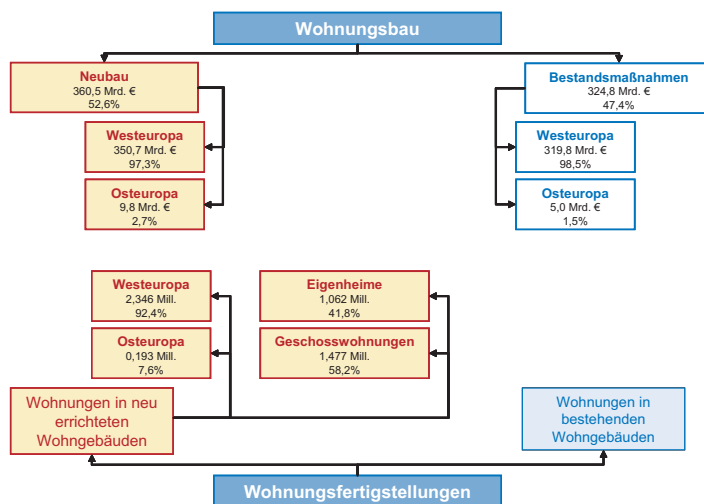 Wohnungsbau
Neubau
360,5 Mrd. €
52,6%
Westeuropa
350,7 Mrd. €
97,3%
Osteuropa
9,8 Mrd. €
2,7%
Bestandsmaßnahmen
324,8 Mrd. €
47,4%
Westeuropa
319,8 Mrd. €
98,5%
Osteuropa
5,0 Mrd. €
1,5%
Westeuropa
2,346 Mill.
92,4%
Osteuropa
0,193 Mill.
7,6%
Eigenheime
1,062 Mill.
41,8%
Geschosswohnungen
1,477 Mill.
58,2%
Wohnungen in neu
errichteten
Wohngebäuden
Wohnungen in
bestehenden
Wohngebäuden
Wohnungsfertigstellungen